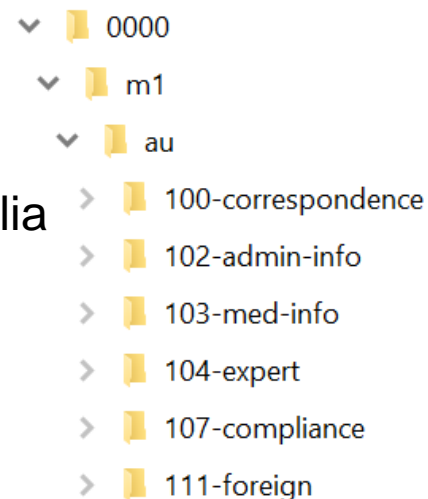 0000
m1
au
lia
100-correspondence
102-admin-info
103-med-info
104-expert
107-compliance
111-foreign